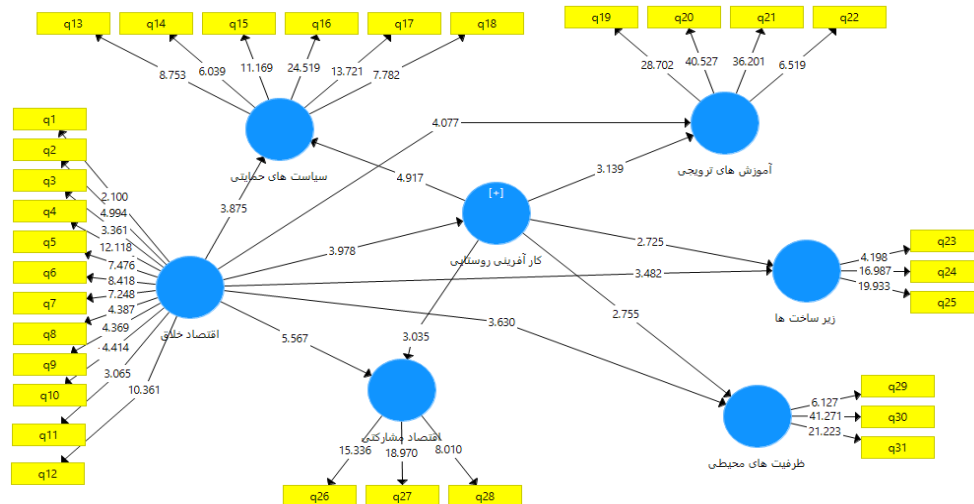 q13
q14
q15
q16
q17
q18
8.753
6.039
11.169
24.519
13.721
7.782
سیاست های حمایتی
q19
q20
q21
q22
28.702
40.527
36.201
6.519
آموزش های ترویجی
q1
q2
q3
q4
q5
q6
q7
q8
q9
q10
q11
q12
2.100
4.994
3.361
12.118
7.476
8.418
7.248
4.387
4.369
4.414
3.065
10.361
اقتصاد خلاق
3.875
4.077
4.917
3.139
[+]
کار آفرینی روستایی
3.978
2.725
3.482
3.630
2.755
3.035
5.567
q23
q24
q25
4.198
16.987
19.933
زیر ساخت ها
اقتصاد مشارکتی
15.336
18.970
8.010
q26
q27
q28
q29
q30
q31
6.127
41.271
21.223
ظرفیت های محیطی